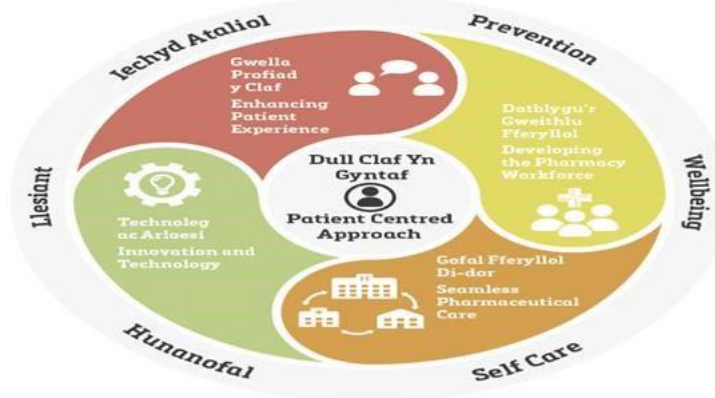 Iechyd Ataliol
Prevention
Gwella
Profiad
y Claf
Enhancing
Patient
Experience
Datblygu'r
Gweithlu
Fferyllol
Developing
the Pharmacy
Workforce
Llesiant
Wellbeing
Dull Claf Yn
Gyntaf
Patient Centred
Approach
Technoleg
ac Arloesi
Innovation and
Technology
Gofal Fferyllol
Di-dor
Seamless
Pharmaceutical
Care
Hunanofal
Self Care